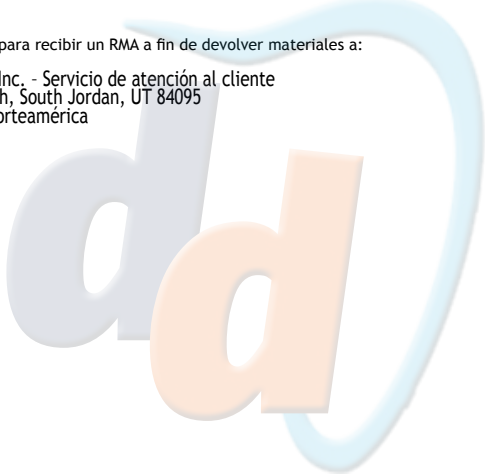 para recibir un RMA a fin de devolver materiales a:
Inc. - Servicio de atención al cliente
h, South Jordan, UT 84095
orteamérica
dd